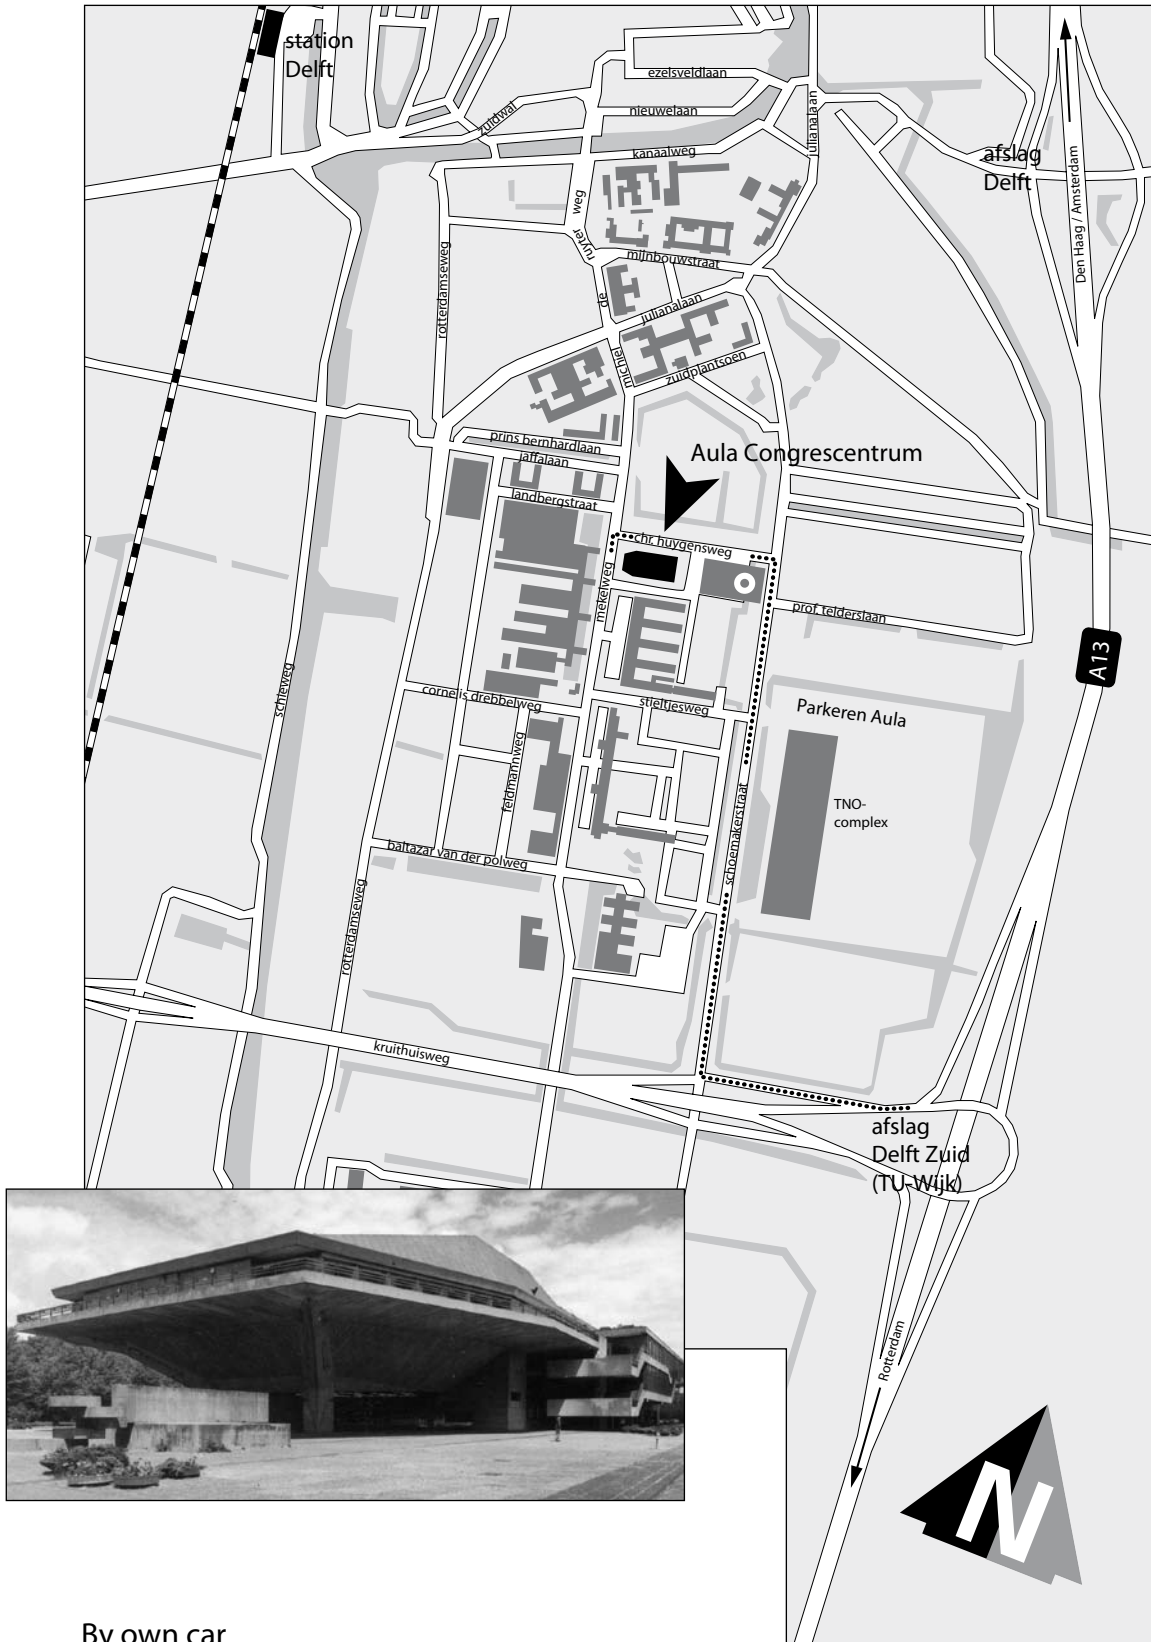 station
Delft
ezelsveldlaan
zuidwal
nieuwelaan
julianalaan
kanaalweg
afslag
Delft
Den Haag / Amsterdam
weg
ruyter
de
michiel
mijnbouwstraat
rotterdamseweg
julianalaan
zuidplantsoen
prins bernhardlaan
jaffalaan
Aula Congrescentrum
landbergstraat
chr. huygensweg
mekelweg
prof. telderslaan
A13
schieweg
cornelis drebbelweg
stieltjesweg
Parkeren Aula
feldmannweg
TNO-
complex
schoemakerstraat
baltazar van der polweg
rotterdamseweg
kruithuisweg
afslag
Delft Zuid
(TU-Wijk)
Rotterdam
N
By own car